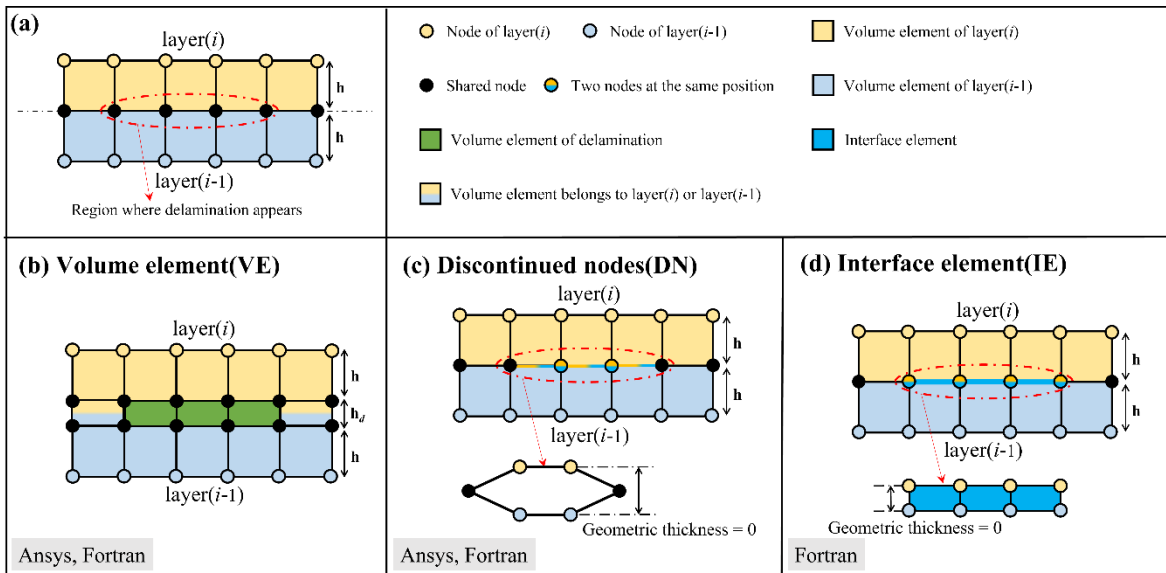 (a)
layer(i)
h
h
layer(i-1)
Region where delamination appears
Node of layer(i)
Node of layer(i-1)
Volume element of layer(i)
Shared node
Two nodes at the same position
Volume element of layer(i-1)
Volume element of delamination
Interface element
Volume element belongs to layer(i) or layer(i-1)
(b) Volume element(VE)
layer(i)
h
hd
h
layer(i-1)
Ansys, Fortran
(c) Discontinued nodes(DN)
layer(i)
h
h
layer(i-1)
Geometric thickness = 0
Ansys, Fortran
(d) Interface element(IE)
layer(i)
h
h
layer(i-1)
Geometric thickness = 0
Fortran